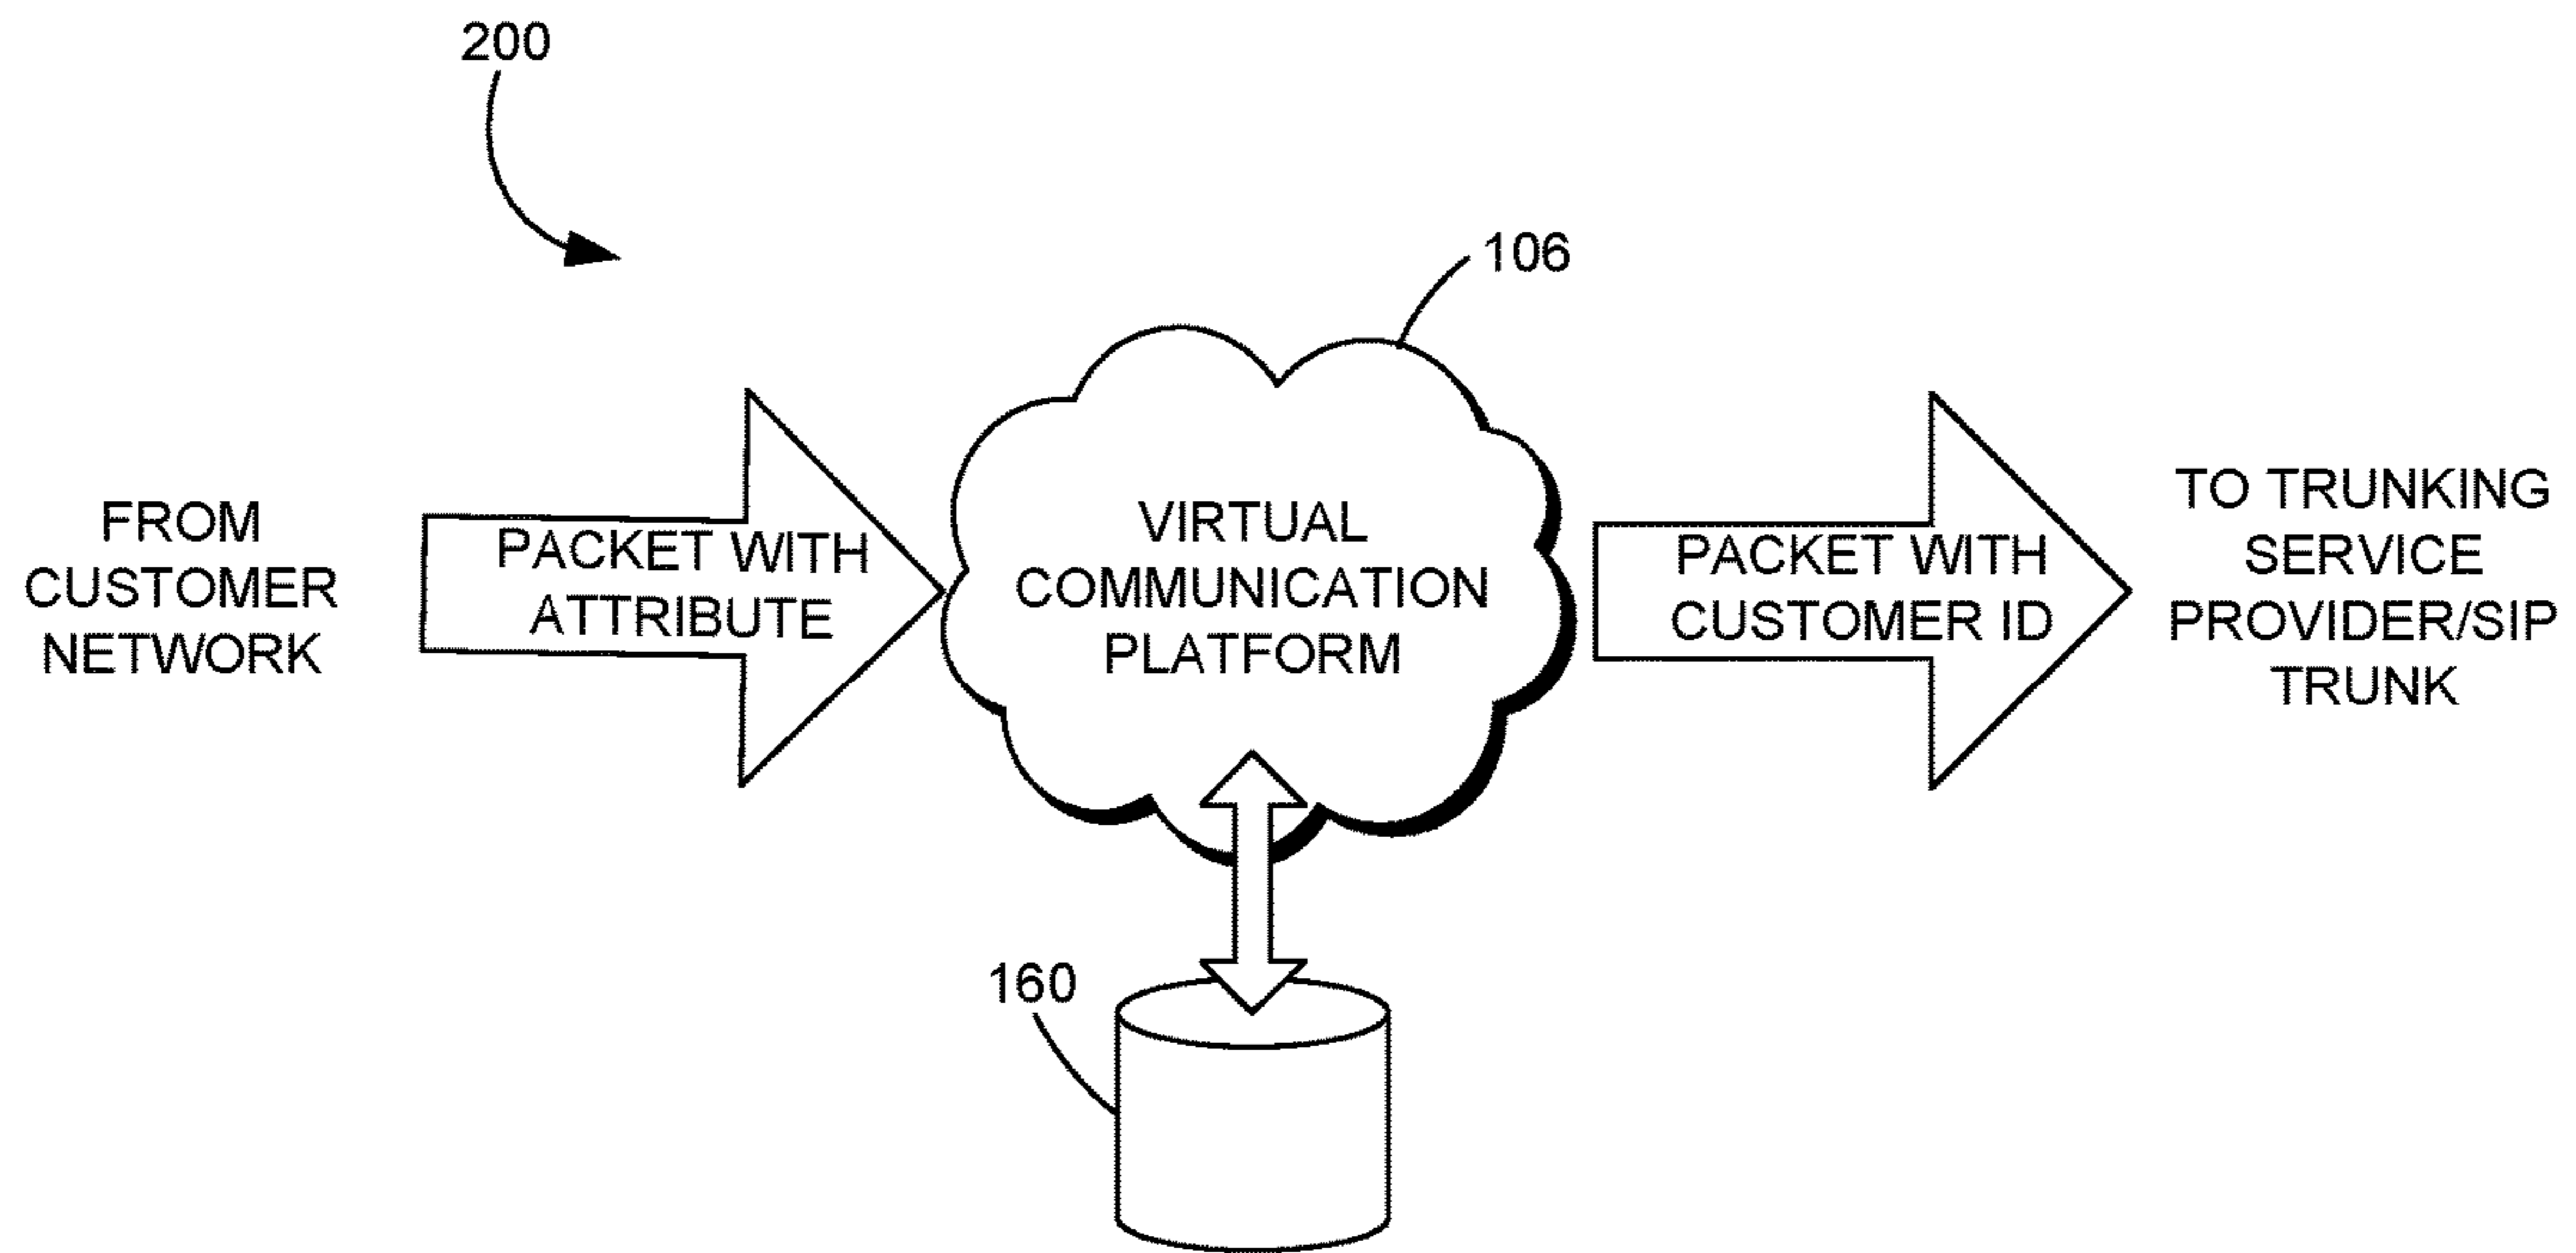 200
106
FROM
CUSTOMER
NETWORK
PACKET WITH
ATTRIBUTE
VIRTUAL
COMMUNICATION
PLATFORM
PACKET WITH
CUSTOMER ID
TO TRUNKING
SERVICE
PROVIDER/SIP
TRUNK
160